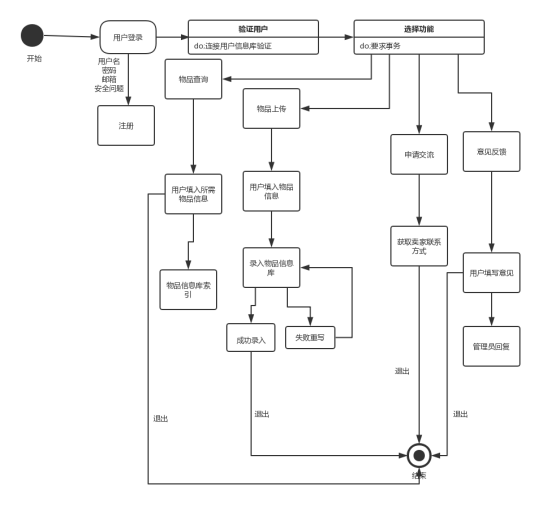 开始
用户登录
验证用户
do:连接用户信息库验证
选择功能
do:要求事务
用户名
密码
邮箱
安全问题
注册
物品查询
物品上传
申请交流
意见反馈
用户填入所需
物品信息
用户填入物品
信息
获取卖家联系
方式
录入物品信息
库
用户填写意见
物品信息库索
引
成功录入
失败重写
管理员回复
退出
退出
退出
退出
结束